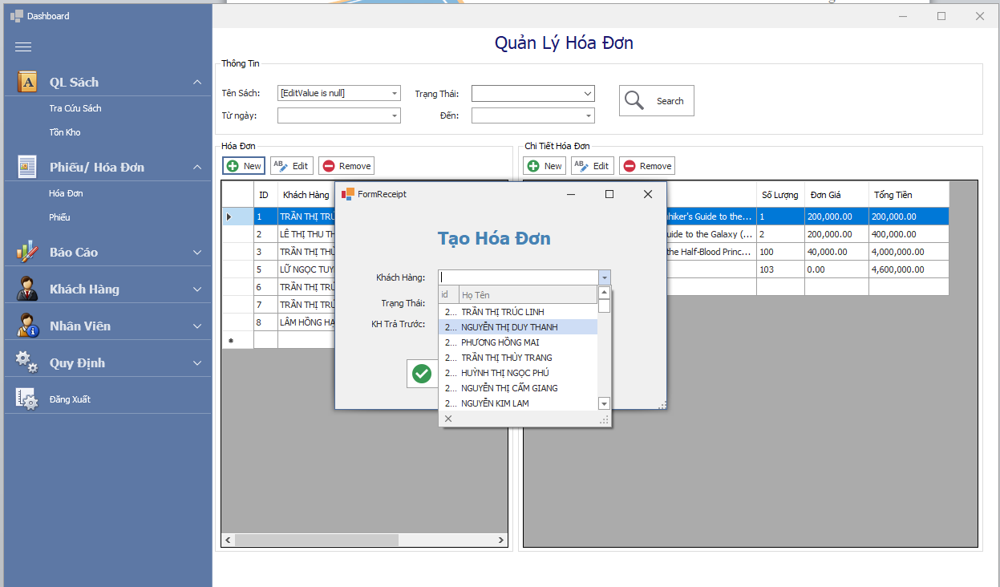 Dashboard
Quản Lý Hóa Đơn
QL Sách
Tra Cứu Sách
Tồn Kho
Phiếu/ Hóa Đơn
Hóa Đơn
Phiếu
Báo Cáo
Khách Hàng
Nhân Viên
Quy Định
Đăng Xuất
Thông Tin
Tên Sách: [EditValue is null] Trạng Thái: Search
Từ ngày: Đến:
Hóa Đơn
New Edit Remove
ID Khách Hàng
1 TRẦN THỊ TRÚ
2 LÊ THỊ THU TH
3 TRẦN THỊ THÙ
5 LỮ NGỌC TUY
6 TRẦN THỊ TRÚ
7 TRẦN THỊ TRÚ
8 LÂM HỒNG HẠ
Chi Tiết Hóa Đơn
New Edit Remove
Số Lượng Đơn Giá Tổng Tiền
hiker's Guide to the... 1 200,000.00 200,000.00
uide to the Galaxy (... 2 200,000.00 400,000.00
the Half-Blood Princ... 100 40,000.00 4,000,000.00
103 0.00 4,600,000.00
FormReceipt
Tạo Hóa Đơn
Khách Hàng:
Trạng Thái:
KH Trả Trước:
id Họ Tên
2... TRẦN THỊ TRÚC LINH
2... NGUYỄN THỊ DUY THANH
2... PHƯƠNG HỒNG MAI
2... TRẦN THỊ THÙY TRANG
2... HUỲNH THỊ NGỌC PHÚ
2... NGUYỄN THỊ CẨM GIANG
2... NGUYỄN KIM LAM